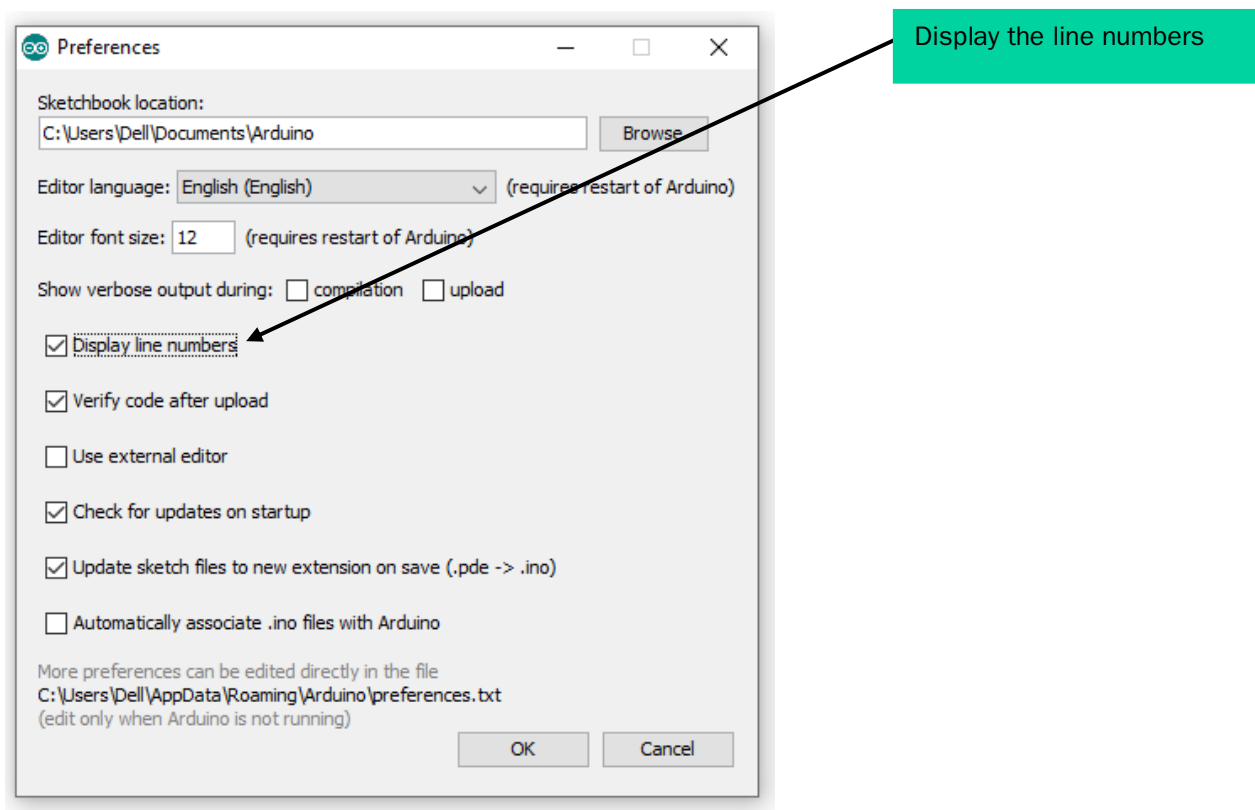 Preferences
Display the line numbers
Sketchbook location:
C:\Users\Dell\Documents\Arduino
Browse
Editor language: English (English) (requires restart of Arduino)
Editor font size: 12 (requires restart of Arduino)
Show verbose output during: compilation upload
Display line numbers
Verify code after upload
Use external editor
Check for updates on startup
Update sketch files to new extension on save (.pde -> .ino)
Automatically associate .ino files with Arduino
More preferences can be edited directly in the file
C:\Users\Dell\AppData\Roaming\Arduino\preferences.txt
(edit only when Arduino is not running)
OK Cancel